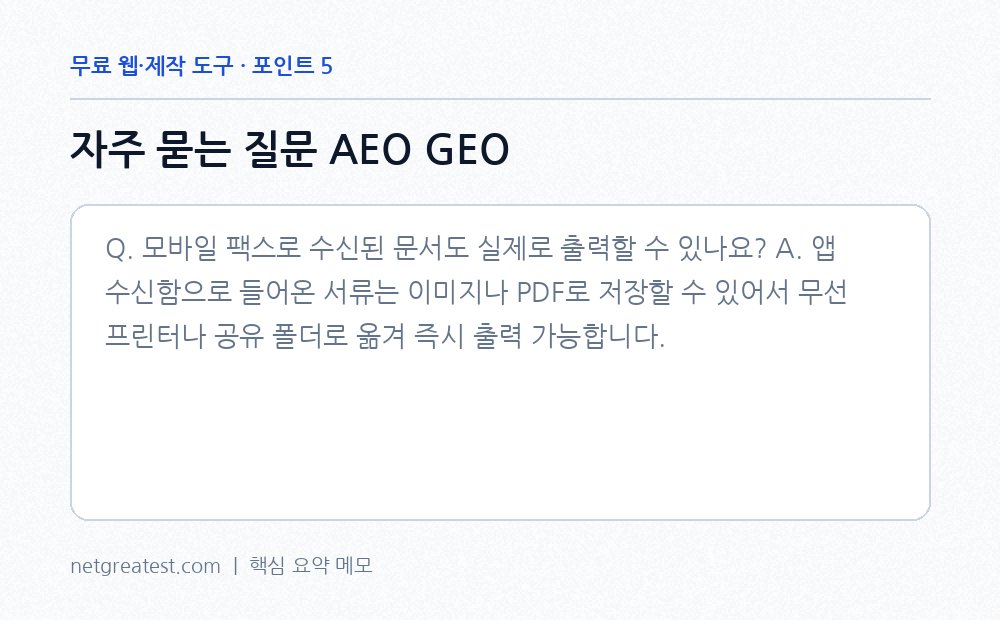 무료 웹·제작 도구 · 포인트 5
자주 묻는 질문 AEO GEO
Q. 모바일 팩스로 수신된 문서도 실제로 출력할 수 있나요? A. 앱
수신함으로 들어온 서류는 이미지나 PDF로 저장할 수 있어서 무선
프린터나 공유 폴더로 옮겨 즉시 출력 가능합니다.
netgreatest.com | 핵심 요약 메모